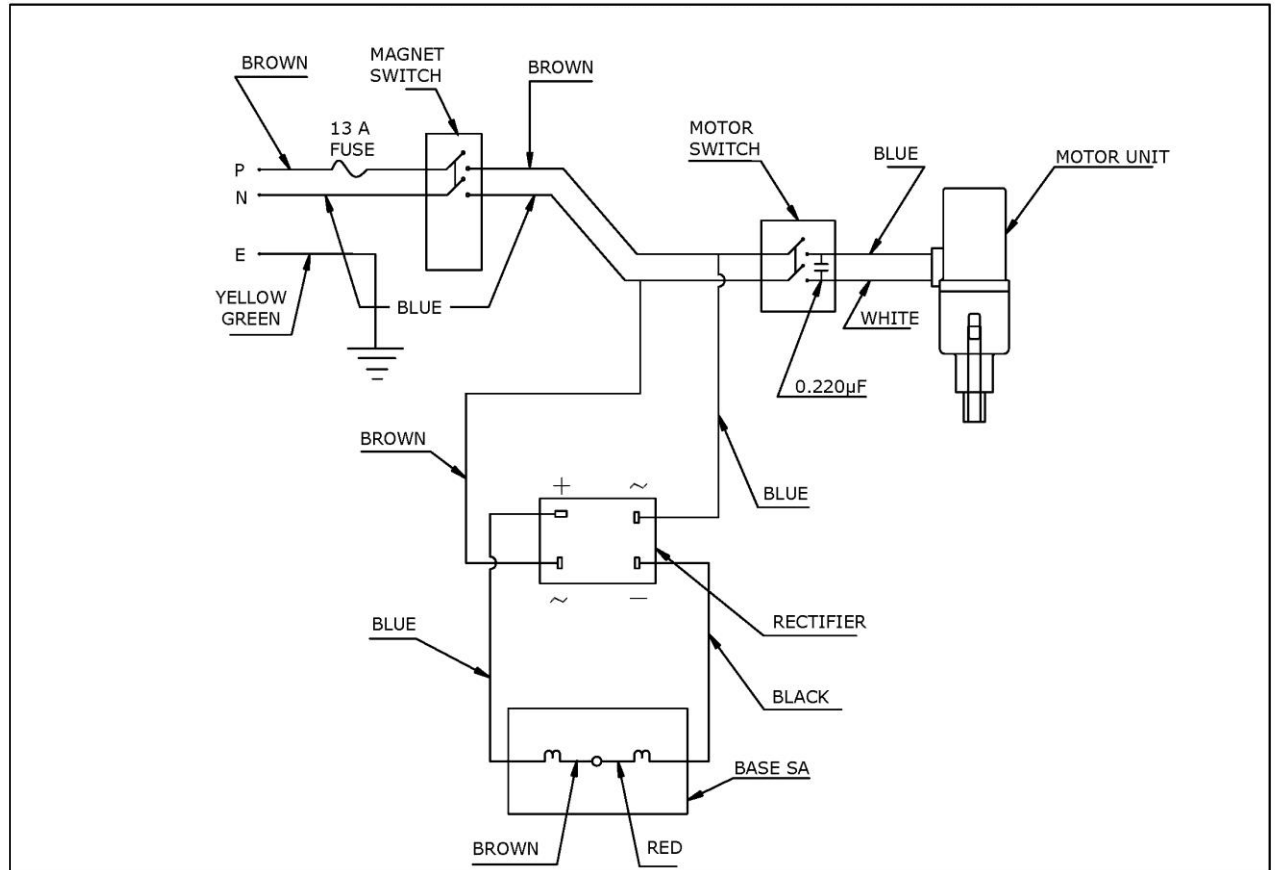 BROWN
MAGNET
SWITCH
BROWN
13 A
FUSE
MOTOR
SWITCH
BLUE
MOTOR UNIT
P
N
E
YELLOW
GREEN
BLUE
WHITE
0.220µF
BROWN
BLUE
+ ~
~ −
RECTIFIER
BLUE
BLACK
BASE SA
BROWN
RED